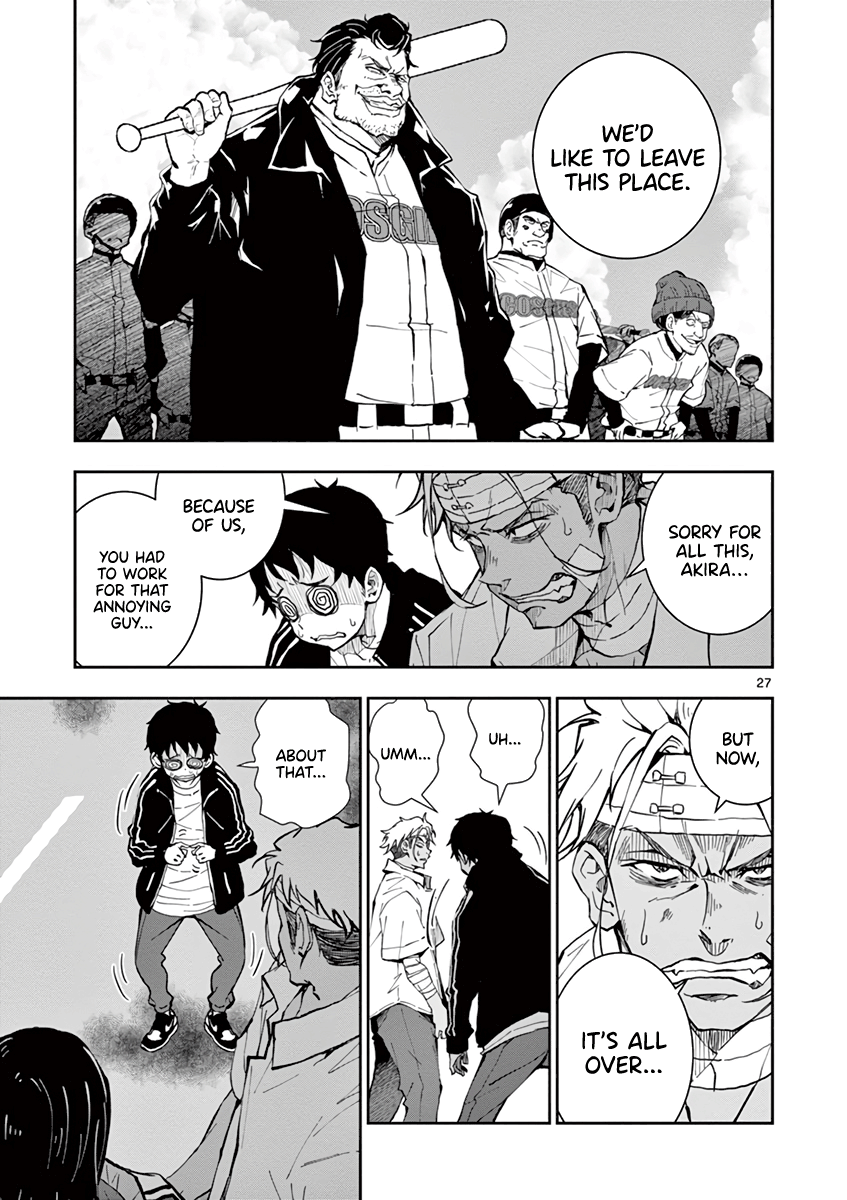 WE'D
LIKE TO LEAVE
THIS PLACE.
SORRY FOR
ALL THIS,
AKIRA...
BECAUSE
OF US,
YOU HAD
TO WORK
FOR THAT
ANNOYING
GUY...
27
BUT
NOW,
IT'S ALL
OVER...
UH...
UMM...
ABOUT
THAT...